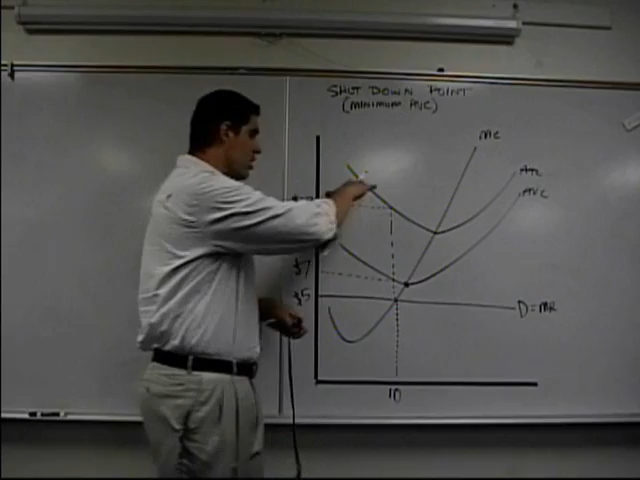 SHUT DOWN POINT
(MINIMUM AVC)
MC
ATC
AVC
$7
$5
D=MR
10